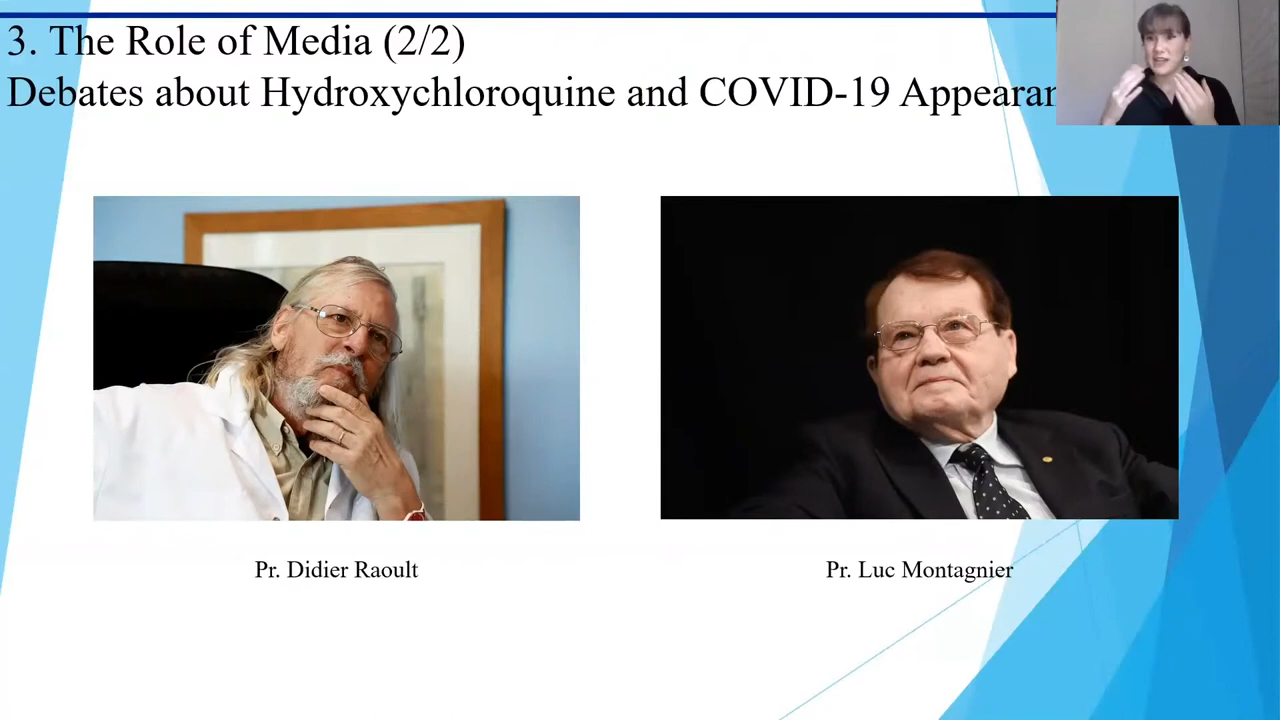 3. The Role of Media (2/2)
Debates about Hydroxychloroquine and COVID-19
Pr. Didier Raoult
Pr. Luc Montagnier